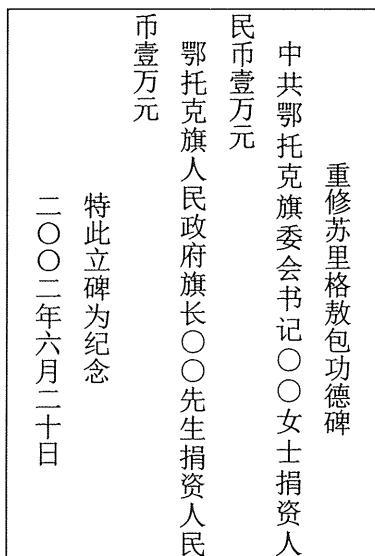 重修苏里格敖包功德碑
中共鄂托克旗委会书记〇〇女士捐资人
民币壹万元
鄂托克旗人民政府旗长〇〇先生捐资人民
币壹万元
特此立碑为纪念
二〇〇二年六月二十日